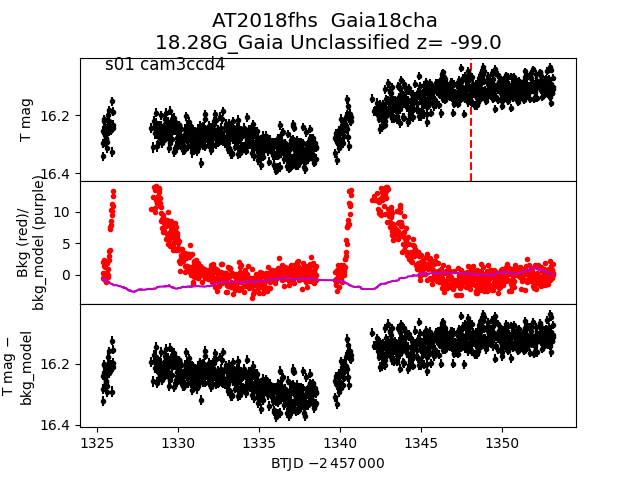 AT2018fhs  Gaia18cha
18.28G_Gaia Unclassified z= -99.0
s01 cam3ccd4
T mag
16.2
16.4
Bkg (red)/
bkg_model (purple)
10
5
0
T mag −
bkg_model
16.2
16.4
1325
1330
1335
1340
1345
1350
BTJD −2 457 000